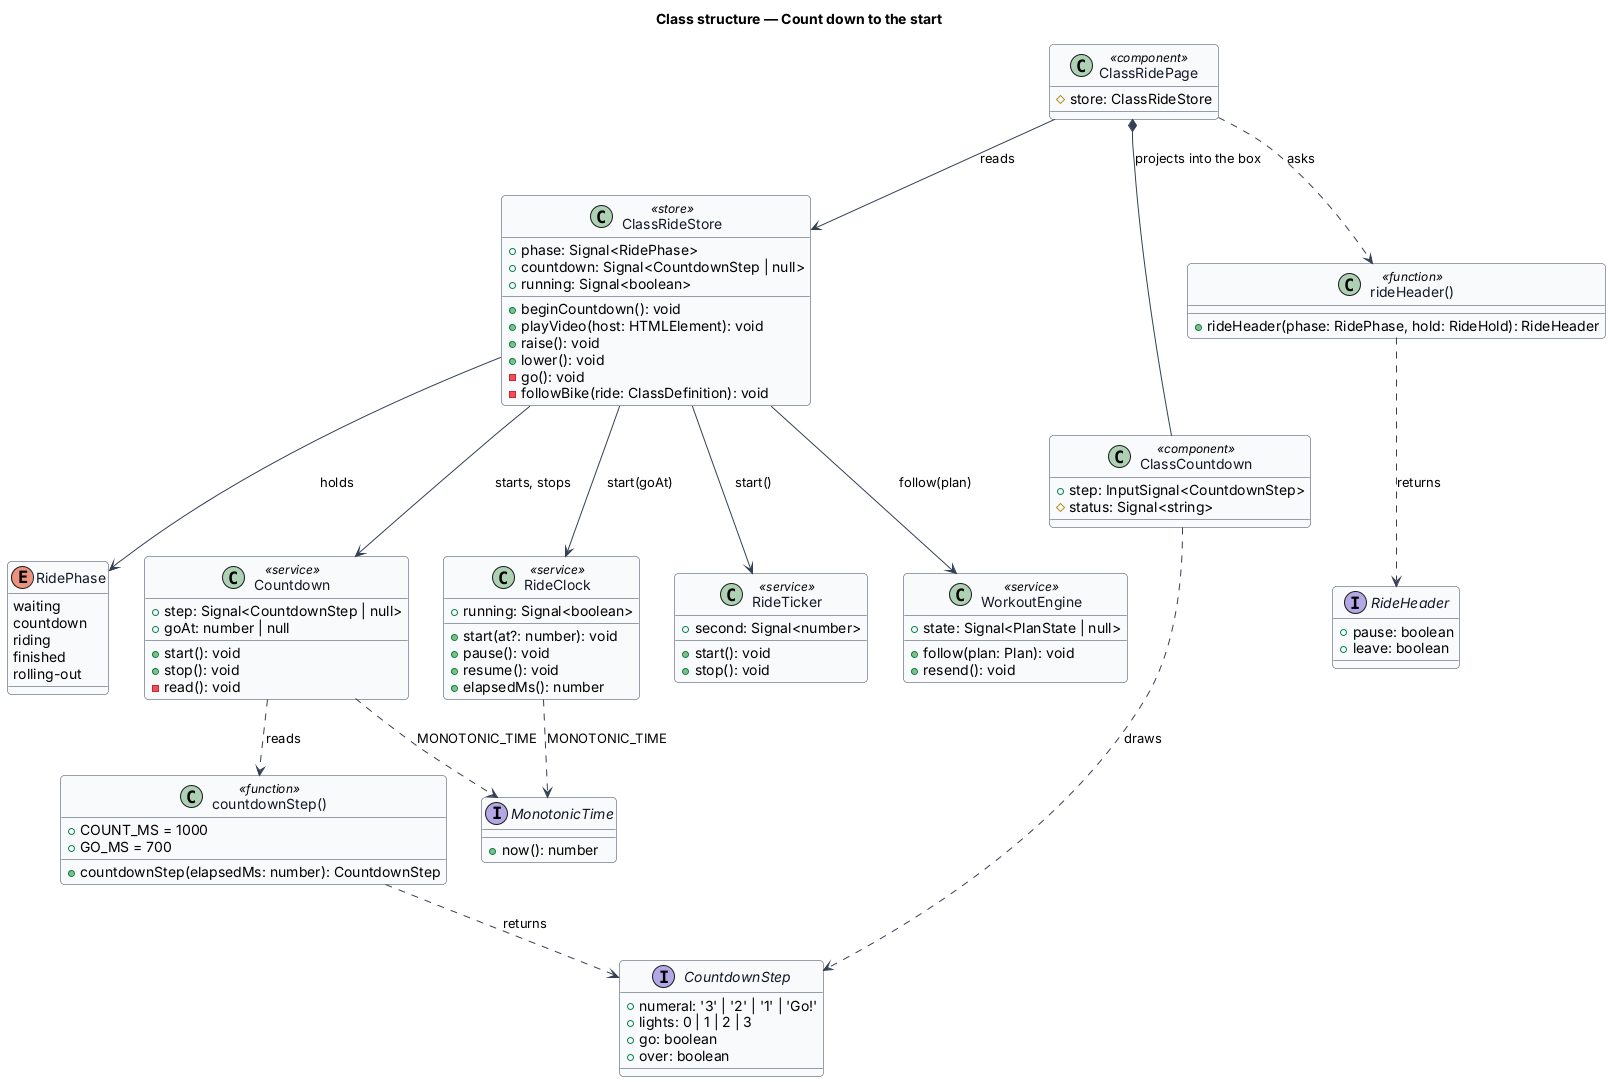 Class structure — Count down to the start
C
«component»
ClassRidePage
store: ClassRideStore
reads
projects into the box
asks
C
«store»
ClassRideStore
phase: Signal<RidePhase>
countdown: Signal<CountdownStep | null>
running: Signal<boolean>
beginCountdown(): void
playVideo(host: HTMLElement): void
raise(): void
lower(): void
go(): void
followBike(ride: ClassDefinition): void
C
«function»
rideHeader()
rideHeader(phase: RidePhase, hold: RideHold): RideHeader
C
«component»
ClassCountdown
step: InputSignal<CountdownStep>
status: Signal<string>
holds
starts, stops
start(goAt)
start()
follow(plan)
returns
E
RidePhase
waiting
countdown
riding
finished
rolling-out
C
«service»
Countdown
step: Signal<CountdownStep | null>
goAt: number | null
start(): void
stop(): void
read(): void
C
«service»
RideClock
running: Signal<boolean>
start(at?: number): void
pause(): void
resume(): void
elapsedMs(): number
C
«service»
RideTicker
second: Signal<number>
start(): void
stop(): void
C
«service»
WorkoutEngine
state: Signal<PlanState | null>
follow(plan: Plan): void
resend(): void
I
RideHeader
pause: boolean
leave: boolean
reads
MONOTONIC_TIME
MONOTONIC_TIME
draws
C
«function»
countdownStep()
COUNT_MS = 1000
GO_MS = 700
countdownStep(elapsedMs: number): CountdownStep
I
MonotonicTime
now(): number
returns
I
CountdownStep
numeral: '3' | '2' | '1' | 'Go!'
lights: 0 | 1 | 2 | 3
go: boolean
over: boolean